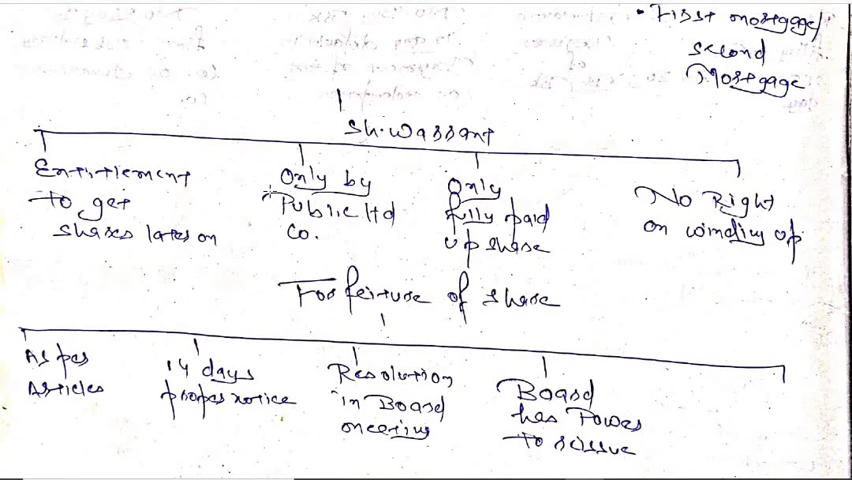 • First mortgage/
second
Mortgage
Sh. warrant
Entitlement
to get
shares later on
Only by
Public ltd
co.
Only
fully paid
up share
No Right
on winding up
Forfeiture of share
As per
Articles
14 days
proper notice
Resolution
in Board
meeting
Board
has Power
to reissue